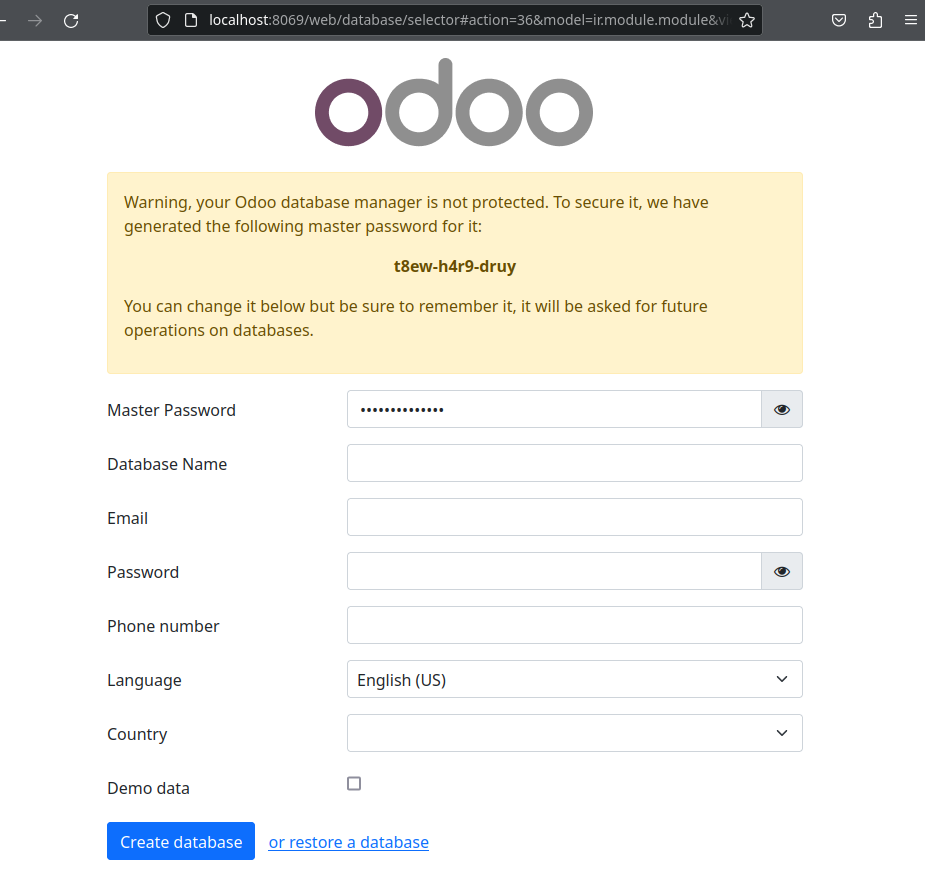 localhost:8069/web/database/selector#action=36&model=ir.module.module&vi
odoo
Warning, your Odoo database manager is not protected. To secure it, we have
generated the following master password for it:
t8ew-h4r9-druy
You can change it below but be sure to remember it, it will be asked for future
operations on databases.
Master Password ••••••••••••••
Database Name
Email
Password
Phone number
Language English (US)
Country
Demo data
Create database or restore a database